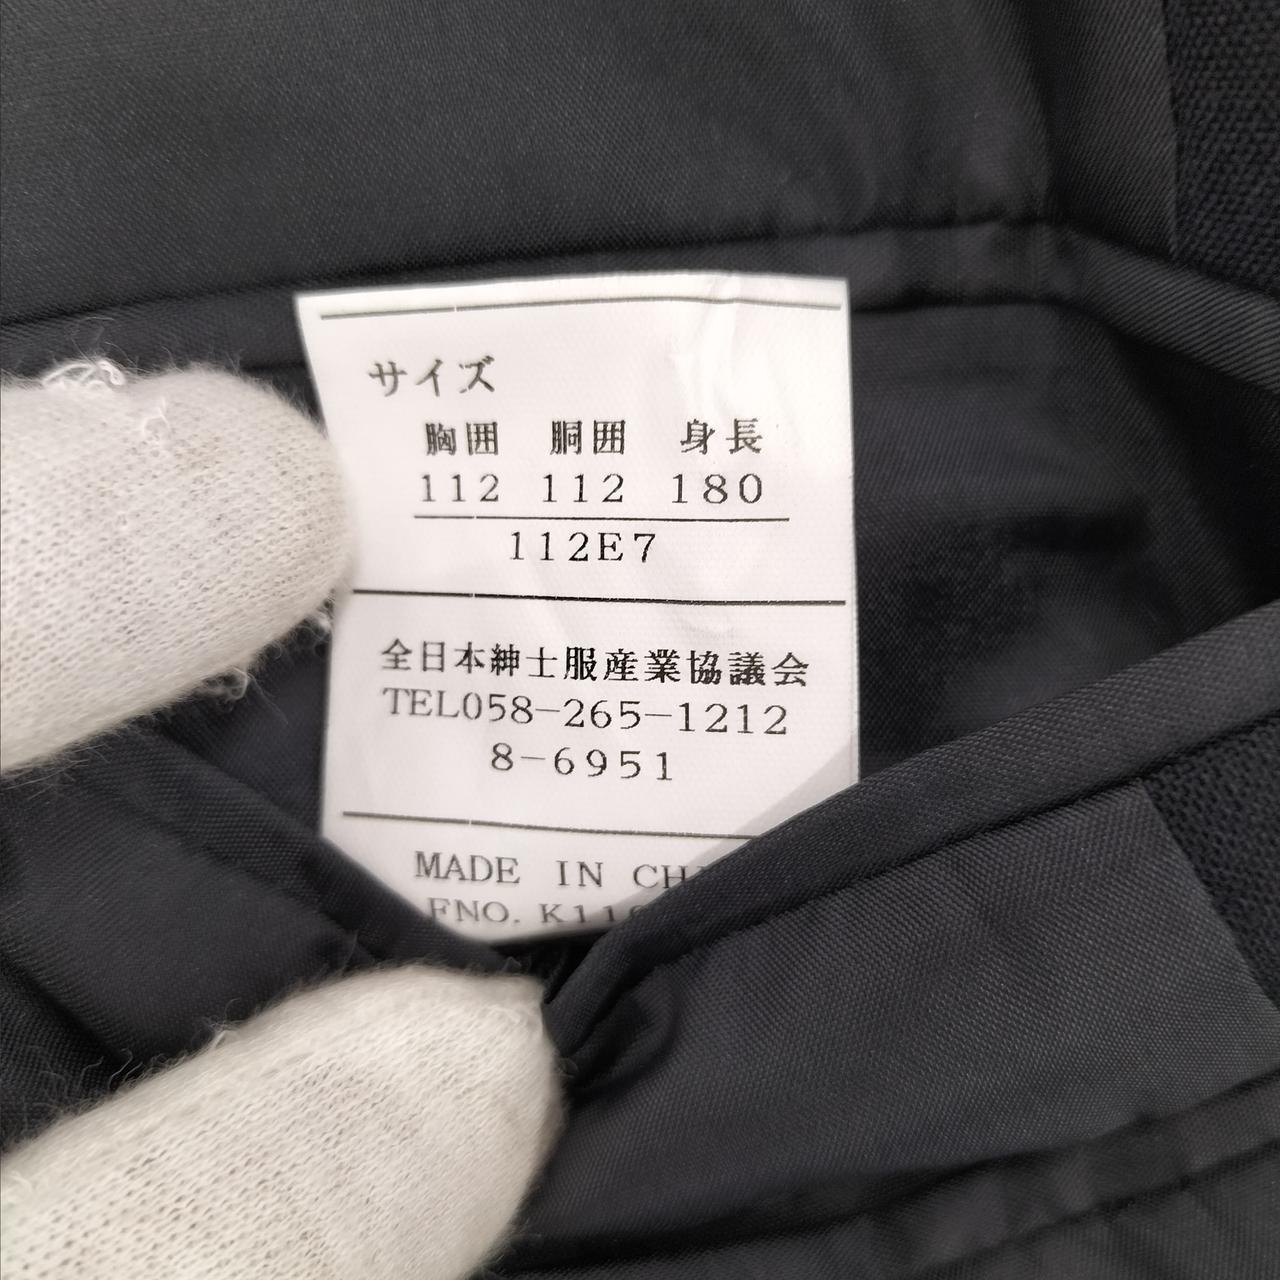 サイズ
胸囲 胴囲 身長
112 112 180
112E7
全日本紳士服産業協議会
TEL058-265-1212
8-6951
MADE IN
FNO.